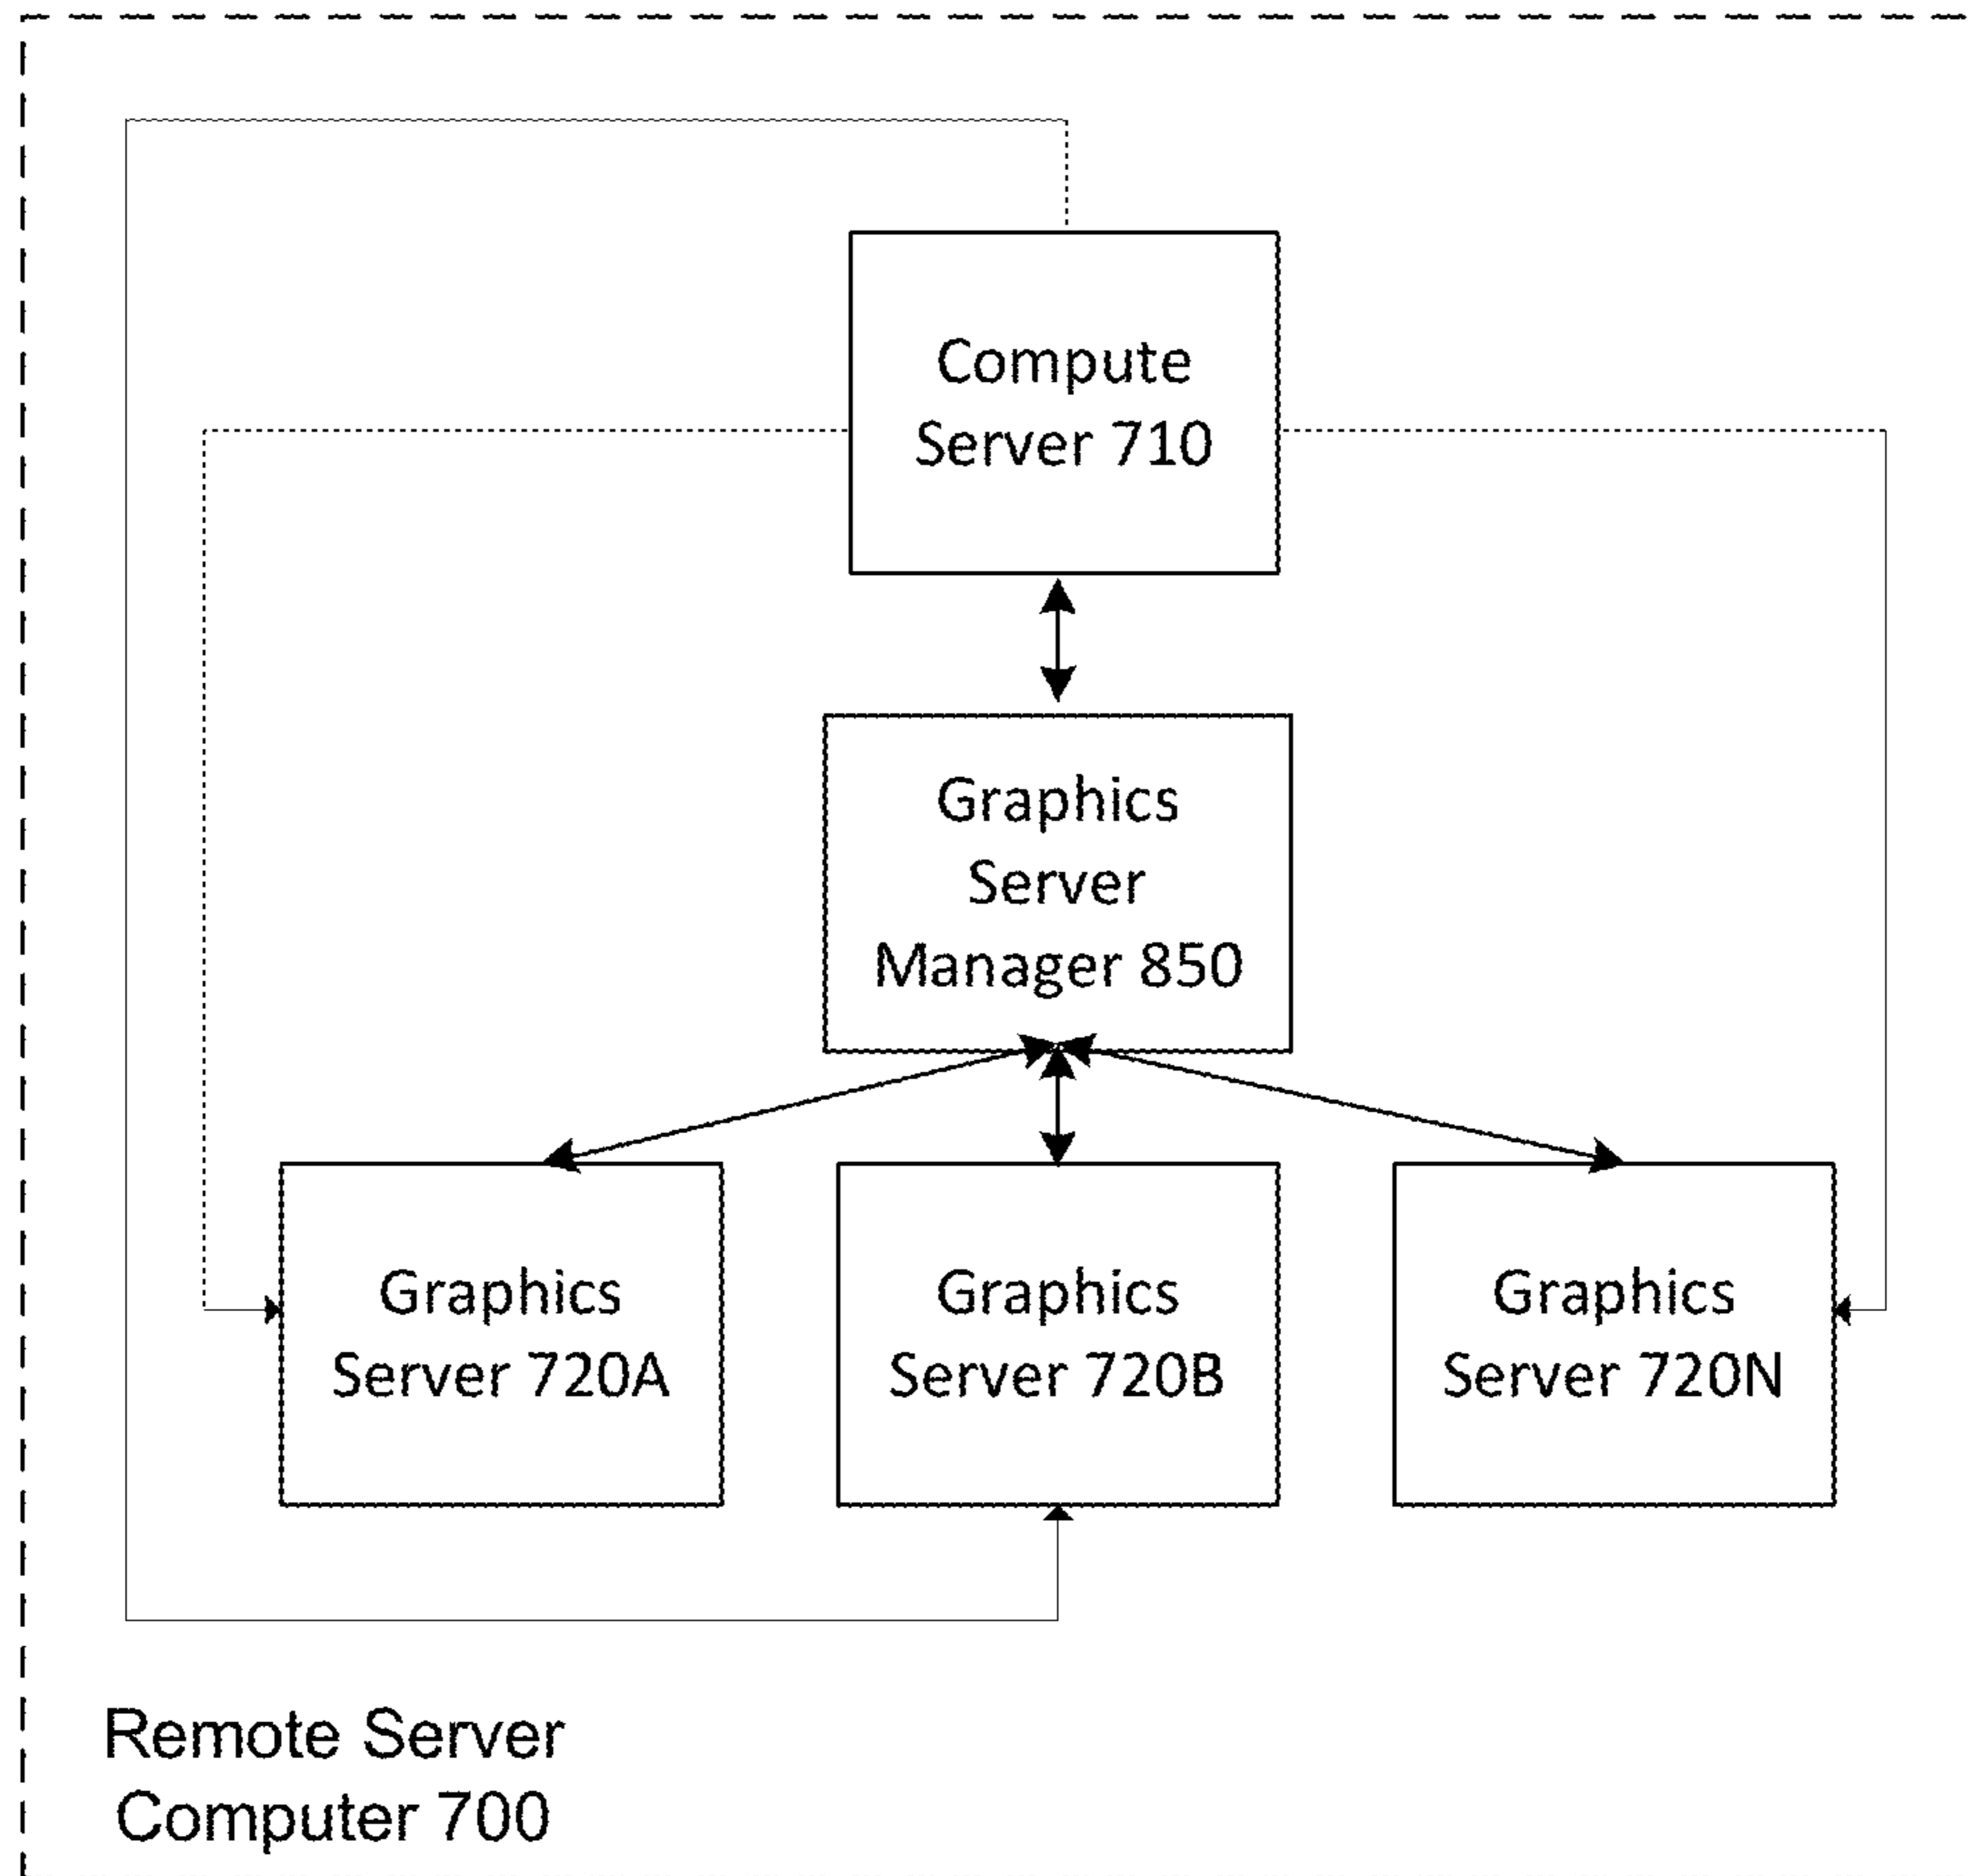 Compute
Server 710
Graphics
Server
Manager 850
Graphics
Server 720A
Graphics
Server 720B
Graphics
Server 720N
Remote Server
Computer 700